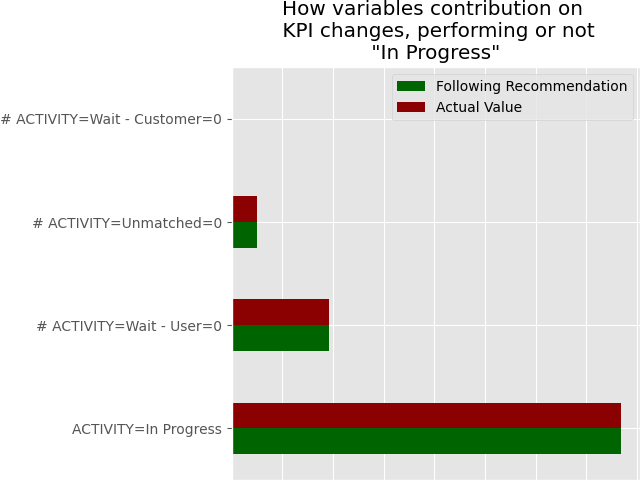 How variables contribution on
KPI changes, performing or not
"In Progress"
Following Recommendation
Actual Value
# ACTIVITY=Wait - Customer=0
# ACTIVITY=Unmatched=0
# ACTIVITY=Wait - User=0
ACTIVITY=In Progress